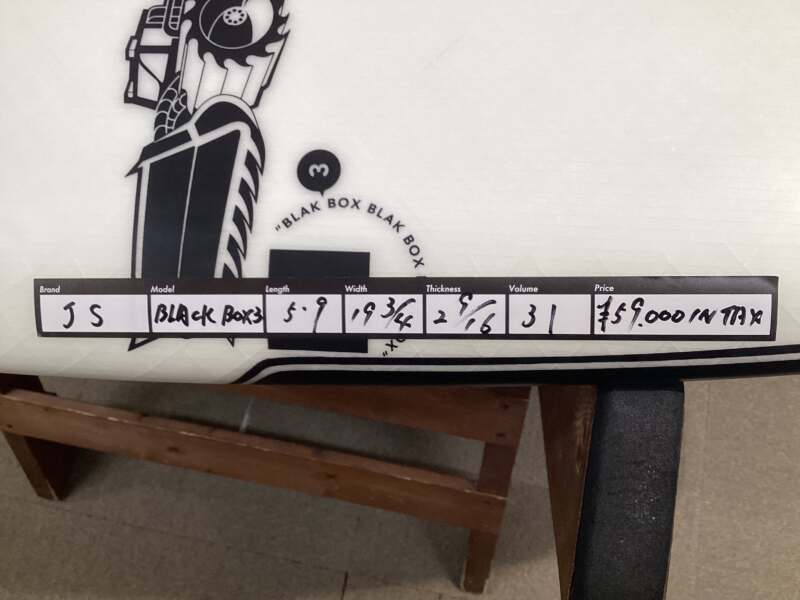 3
"BLAK BOX BLAK BOX
Brand Model Length Width Thickness Volume Price
JS BLACK BOX3 5.9 19 3/4 2 9/16 31 ¥59.000 IN TAX